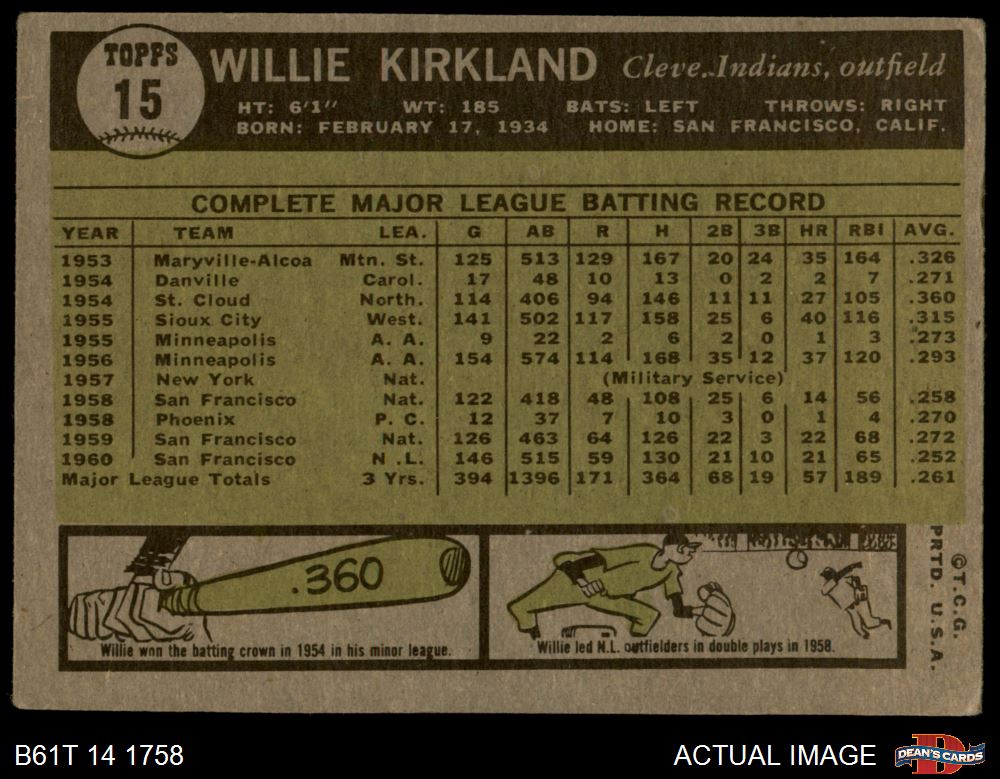 TOPPS
15
WILLIE KIRKLAND Cleve. Indians, outfield
HT: 6'1" WT: 185 BATS: LEFT THROWS: RIGHT
BORN: FEBRUARY 17, 1934 HOME: SAN FRANCISCO, CALIF.
COMPLETE MAJOR LEAGUE BATTING RECORD
YEAR TEAM LEA. G AB R H 2B 3B HR RBI AVG.
1953 Maryville-Alcoa Mtn. St. 125 513 129 167 20 24 35 164 .326
1954 Danville Carol. 17 48 10 13 0 2 2 7 .271
1954 St. Cloud North. 114 406 94 146 11 11 27 105 .360
1955 Sioux City West. 141 502 117 158 25 6 40 116 .315
1955 Minneapolis A. A. 9 22 2 6 2 0 1 3 .273
1956 Minneapolis A. A. 154 574 114 168 35 12 37 120 .293
1957 New York Nat. (Military Service)
1958 San Francisco Nat. 122 418 48 108 25 6 14 56 .258
1958 Phoenix P. C. 12 37 7 10 3 0 1 4 .270
1959 San Francisco Nat. 126 463 64 126 22 3 22 68 .272
1960 San Francisco N .L. 146 515 59 130 21 10 21 65 .252
Major League Totals 3 Yrs. 394 1396 171 364 68 19 57 189 .261
.360
Willie won the batting crown in 1954 in his minor league.
Willie led N.L. outfielders in double plays in 1958.
©T.C.G.
PRTD. U.S.A.
B61T 14 1758
ACTUAL IMAGE
DEAN'S CARDS